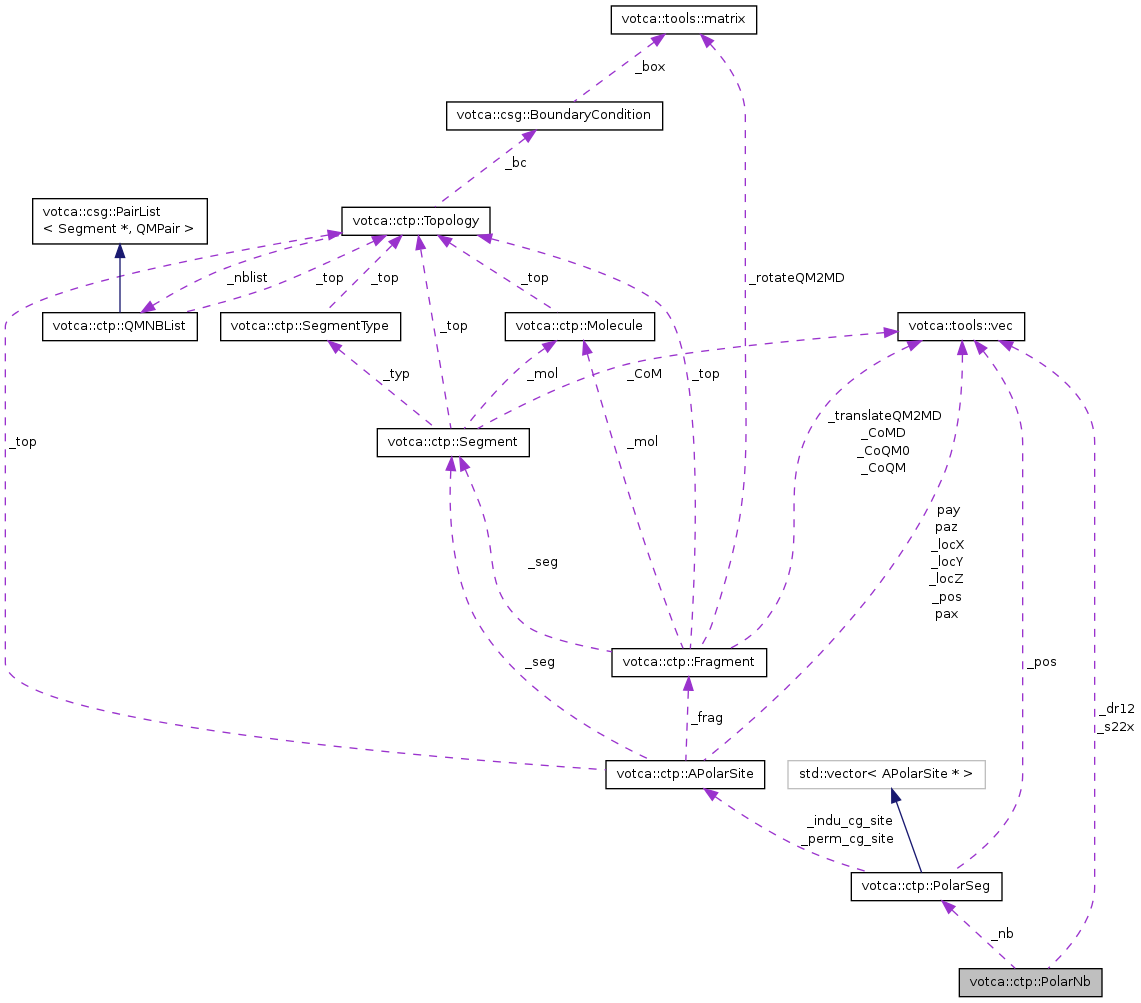 votca::tools::matrix
_box
votca::csg::BoundaryCondition
_bc
votca::csg::PairList
< Segment *, QMPair >
votca::ctp::Topology
_nblist
_top
_top
_top
_rotateQM2MD
votca::ctp::QMNBList
votca::ctp::SegmentType
_top
votca::ctp::Molecule
votca::tools::vec
_typ
_mol
_CoM
_top
_top
votca::ctp::Segment
_mol
_translateQM2MD
_CoMD
_CoQM0
_CoQM
pay
paz
_locX
_locY
_locZ
_pos
pax
_seg
_seg
votca::ctp::Fragment
_pos
_frag
_dr12
_s22x
votca::ctp::APolarSite
std::vector< APolarSite * >
_indu_cg_site
_perm_cg_site
votca::ctp::PolarSeg
_nb
votca::ctp::PolarNb